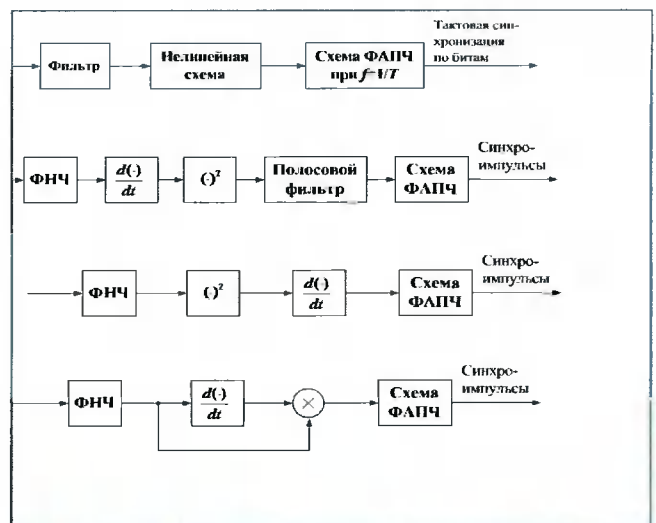 Тактовая син-
хронизация
по битам
Фильтр
Нелинейная
схема
Схема ФАПЧ
при f=1/T
Синхро-
импульсы
ФНЧ
d(·)
dt
(·)²
Полосовой
фильтр
Схема
ФАПЧ
Синхро-
импульсы
ФНЧ
(·)²
d(·)
dt
Схема
ФАПЧ
Синхро-
импульсы
ФНЧ
d(·)
dt
×
Схема
ФАПЧ